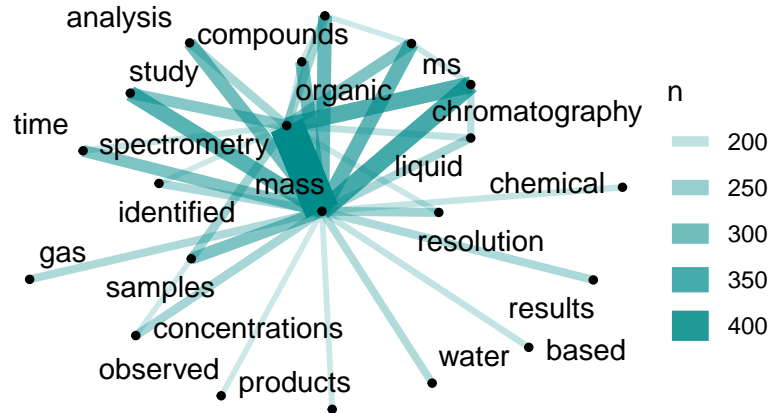 analysis
compounds
study
ms
organic
n
chromatography
time
spectrometry
200
liquid
mass
chemical
250
identified
300
gas
resolution
350
samples
results
concentrations
400
observed
water
based
products